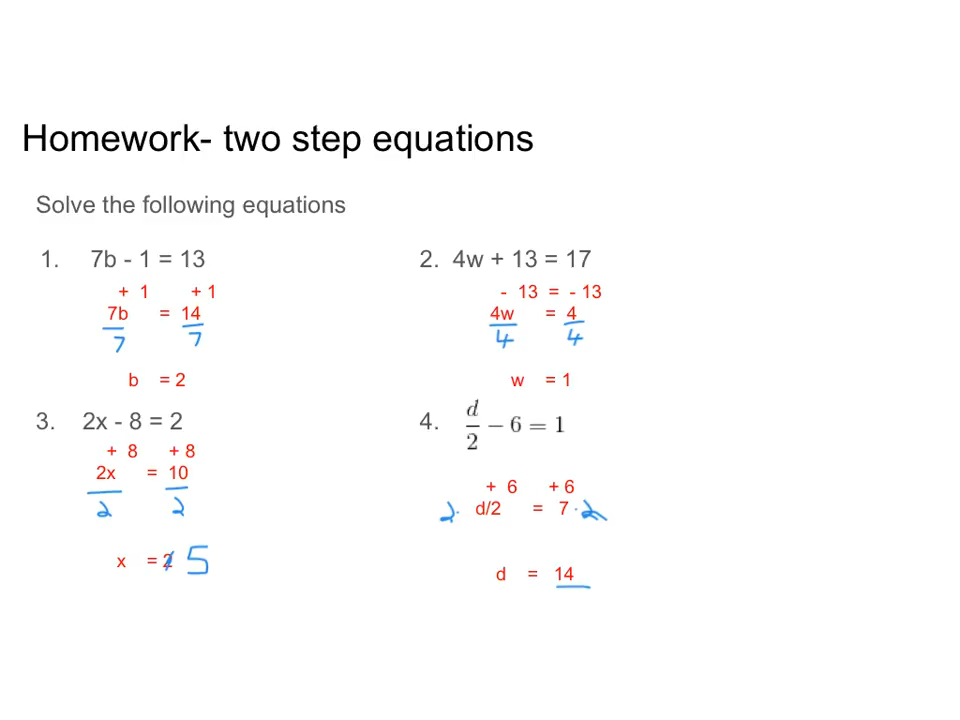 Homework- two step equations
Solve the following equations
1. 7b - 1 = 13
+ 1 + 1
7b = 14
7 7
b = 2
2. 4w + 13 = 17
- 13 = - 13
4w = 4
4 4
w = 1
3. 2x - 8 = 2
+ 8 + 8
2x = 10
2 2
x = 2 5
4. d/2 − 6 = 1
+ 6 + 6
2· d/2 = 7 ·2
d = 14